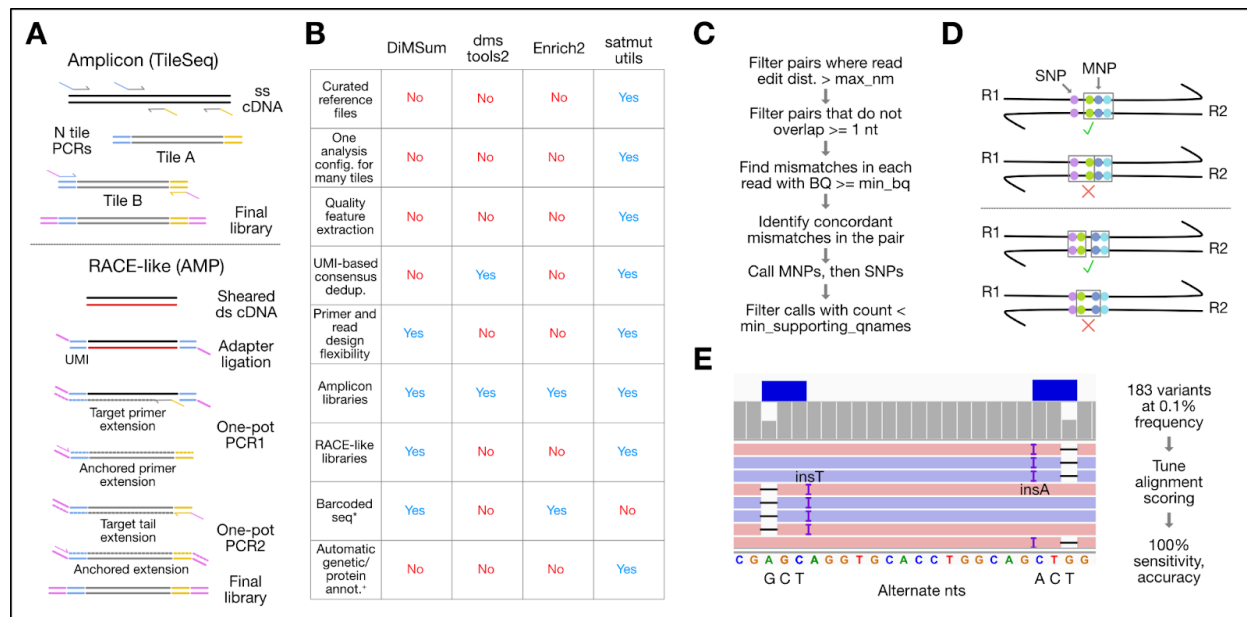 A
Amplicon (TileSeq)
ss
cDNA
N tile
PCRs
Tile A
Tile B
Final
library
RACE-like (AMP)
Sheared
ds cDNA
Adapter
ligation
UMI
Target primer
extension
One-pot
PCR1
Anchored primer
extension
Target tail
extension
One-pot
PCR2
Anchored extension
Final
library
B
DiMSum
dms
tools2
Enrich2
satmut
utils
Curated
reference
files
No
No
No
Yes
One
analysis
config. for
many tiles
No
No
No
Yes
Quality
feature
extraction
No
No
No
Yes
UMI-based
consensus
dedup.
No
Yes
No
Yes
Primer and
read design
flexibility
Yes
No
No
Yes
Amplicon
libraries
Yes
Yes
Yes
Yes
RACE-like
libraries
Yes
No
No
Yes
Barcoded
seq*
Yes
No
Yes
No
Automatic
genetic/
protein
annot.⁺
No
No
No
Yes
C
Filter pairs where read
edit dist. > max_nm
Filter pairs that do not
overlap >= 1 nt
Find mismatches in each
read with BQ >= min_bq
Identify concordant
mismatches in the pair
Call MNPs, then SNPs
Filter calls with count <
min_supporting_qnames
D
SNP
MNP
R1
R2
R1
R2
R1
R2
R1
R2
E
insT
insA
C G A G C A G G T G C A C C T G G C A G C T G G
G C T
A C T
Alternate nts
183 variants
at 0.1%
frequency
Tune
alignment
scoring
100%
sensitivity,
accuracy